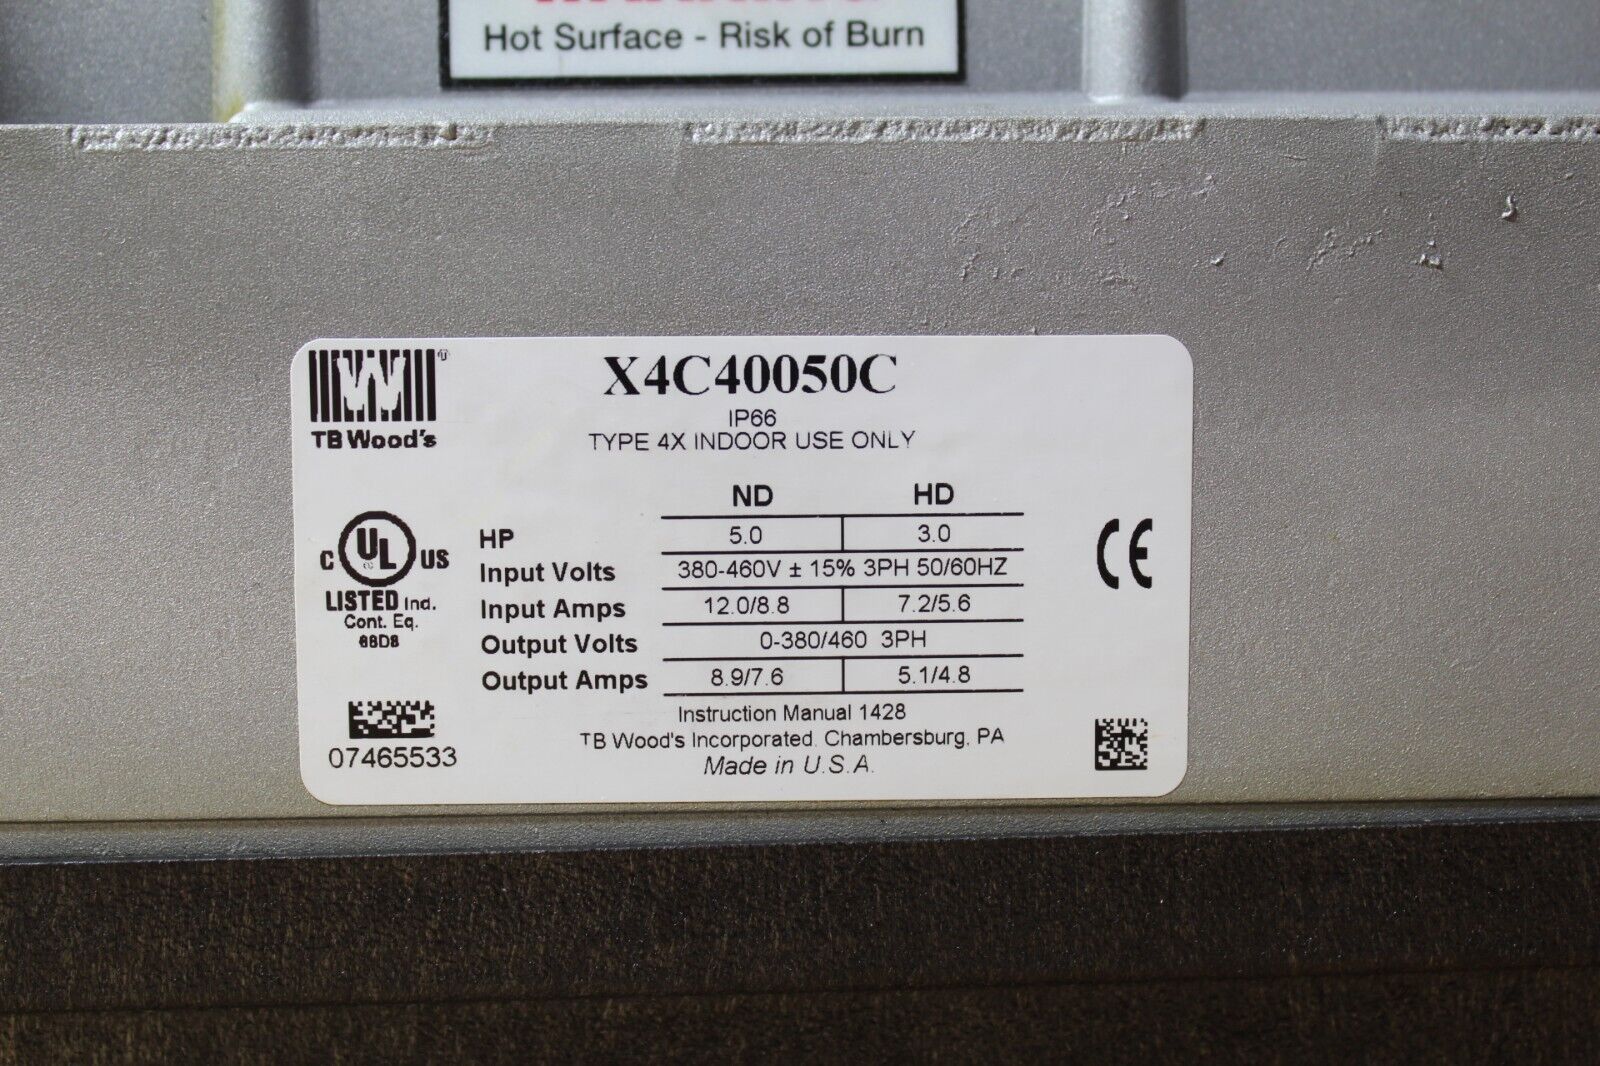 Hot Surface - Risk of Burn
TB Wood's
X4C40050C
IP66
TYPE 4X INDOOR USE ONLY
ND HD
HP 5.0 3.0
Input Volts 380-460V ± 15% 3PH 50/60HZ
Input Amps 12.0/8.8 7.2/5.6
Output Volts 0-380/460 3PH
Output Amps 8.9/7.6 5.1/4.8
C UL US
LISTED Ind.
Cont. Eq.
CE
07465533
Instruction Manual 1428
TB Wood's Incorporated. Chambersburg, PA
Made in U.S.A.